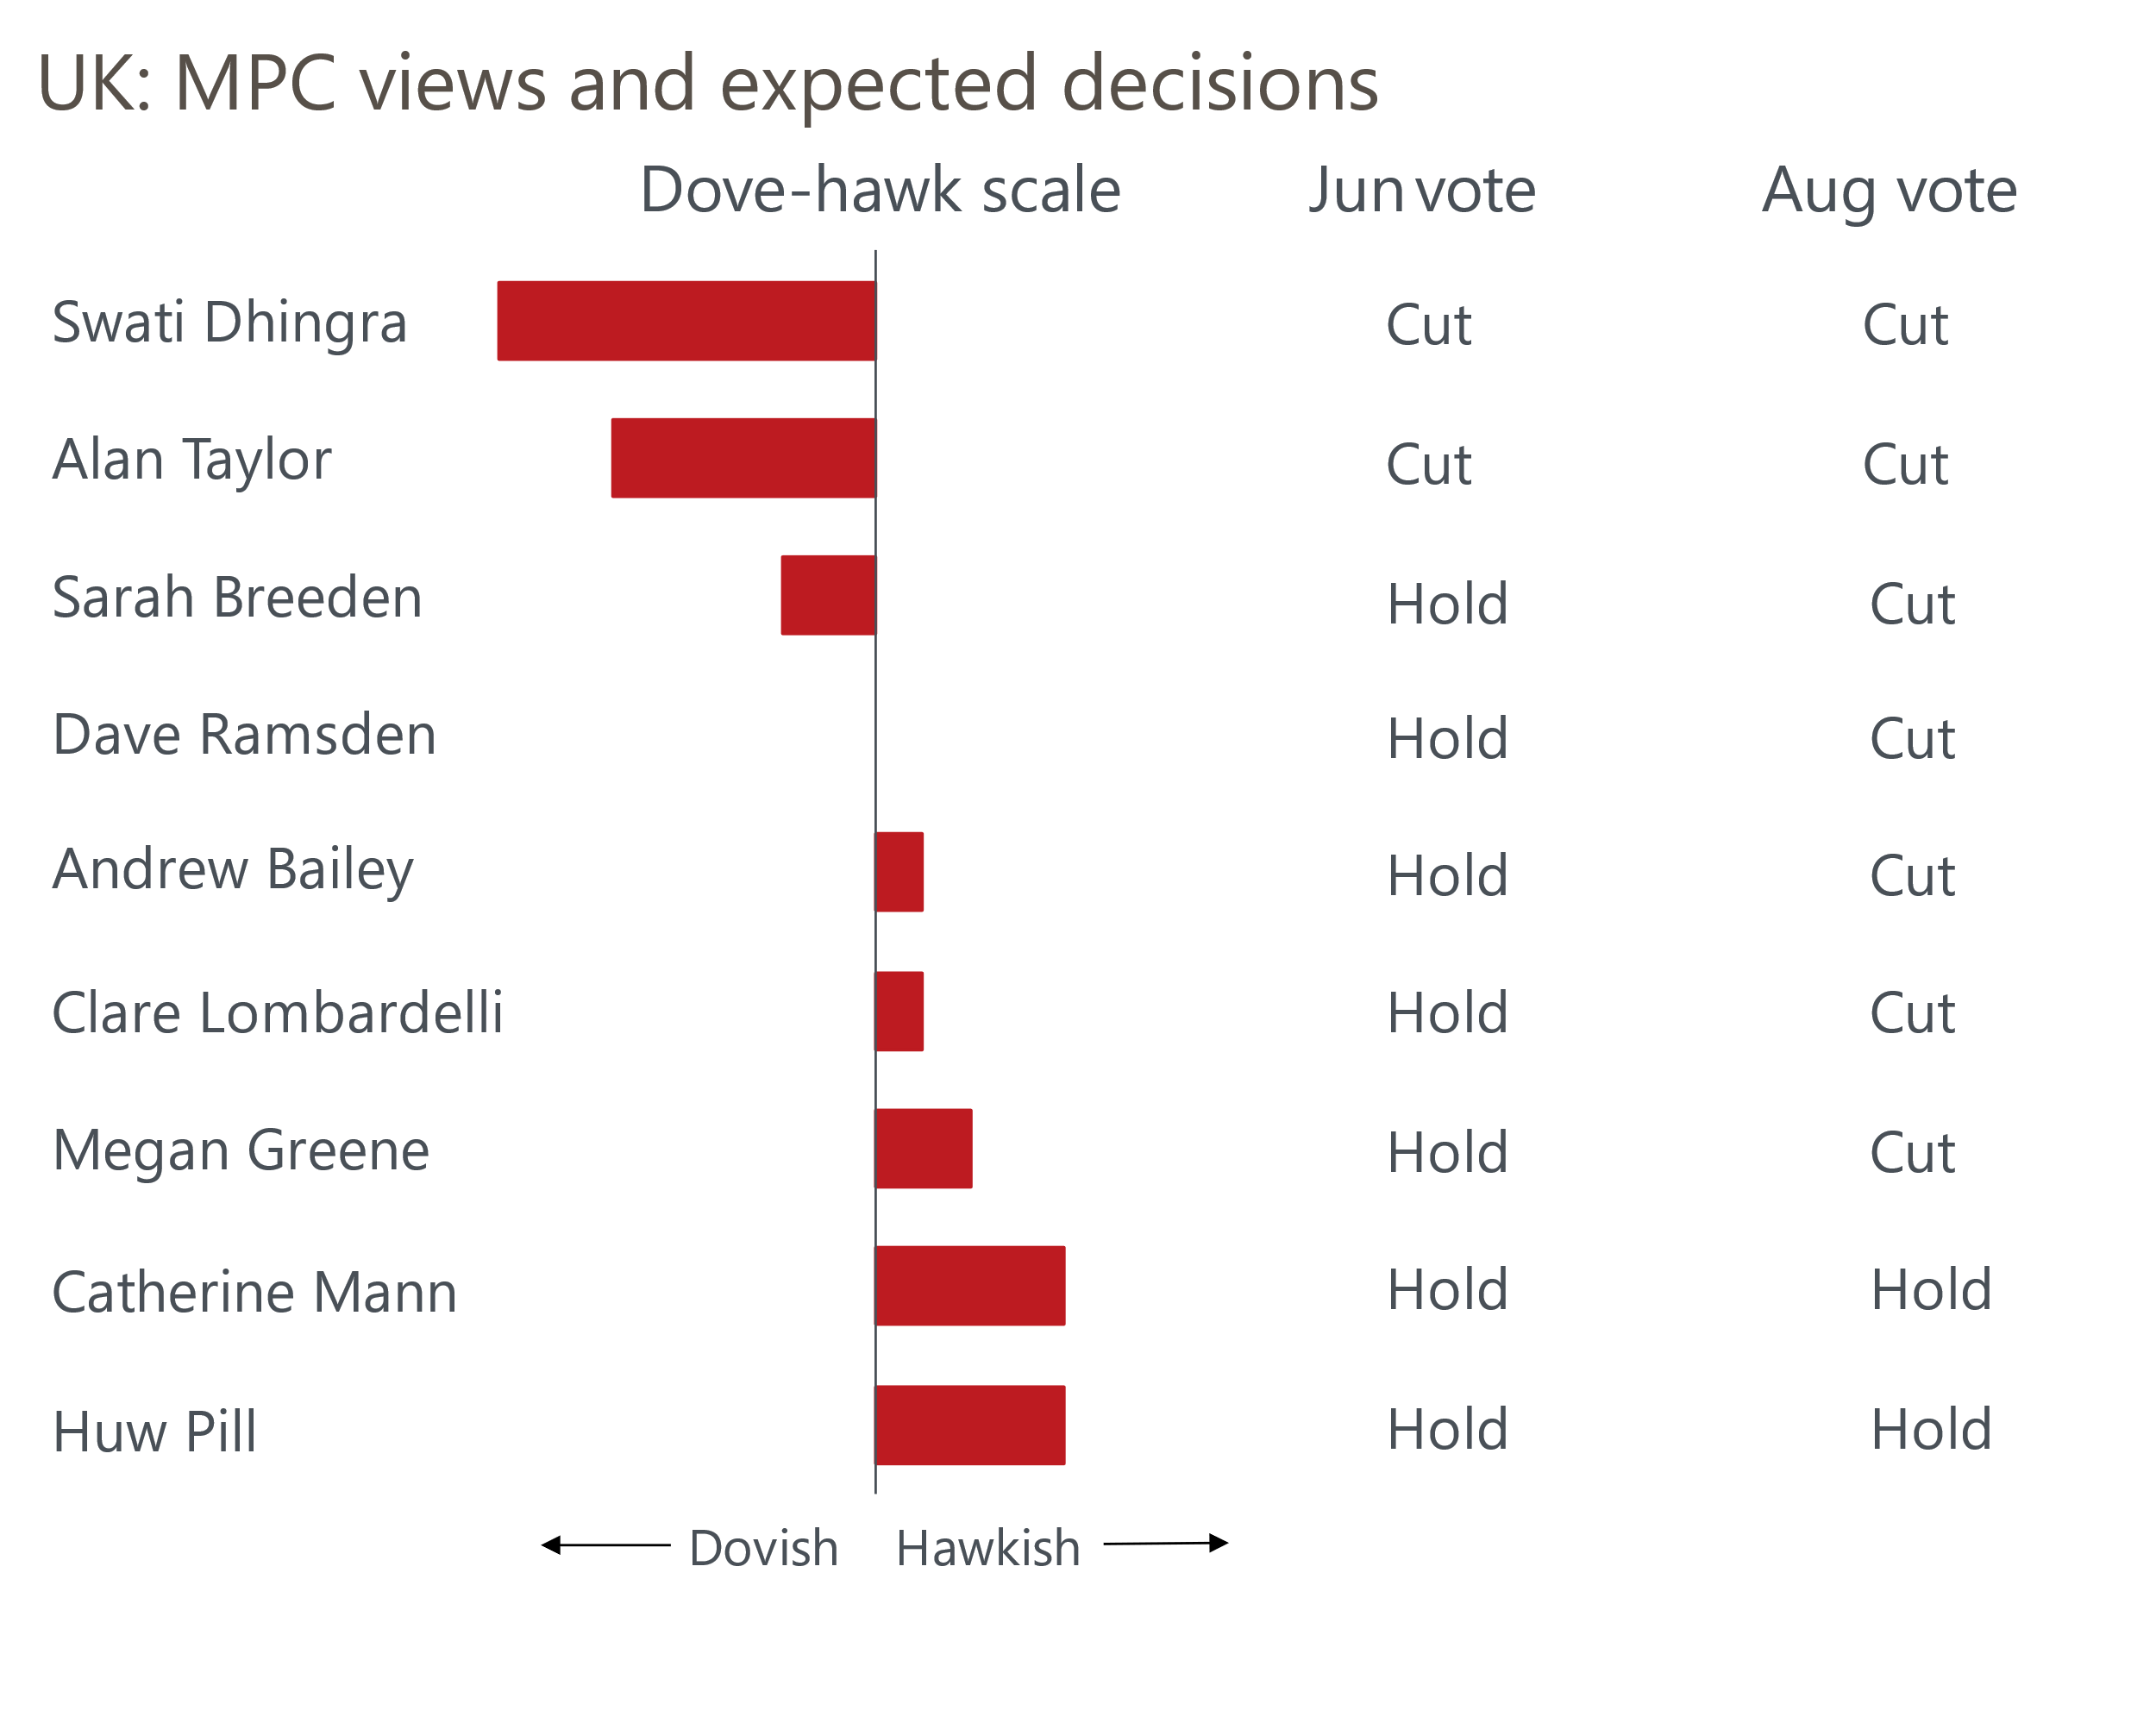 UK: MPC views and expected decisions
Dove-hawk scale Jun vote Aug vote
Swati Dhingra Cut Cut
Alan Taylor Cut Cut
Sarah Breeden Hold Cut
Dave Ramsden Hold Cut
Andrew Bailey Hold Cut
Clare Lombardelli Hold Cut
Megan Greene Hold Cut
Catherine Mann Hold Hold
Huw Pill Hold Hold
Dovish Hawkish